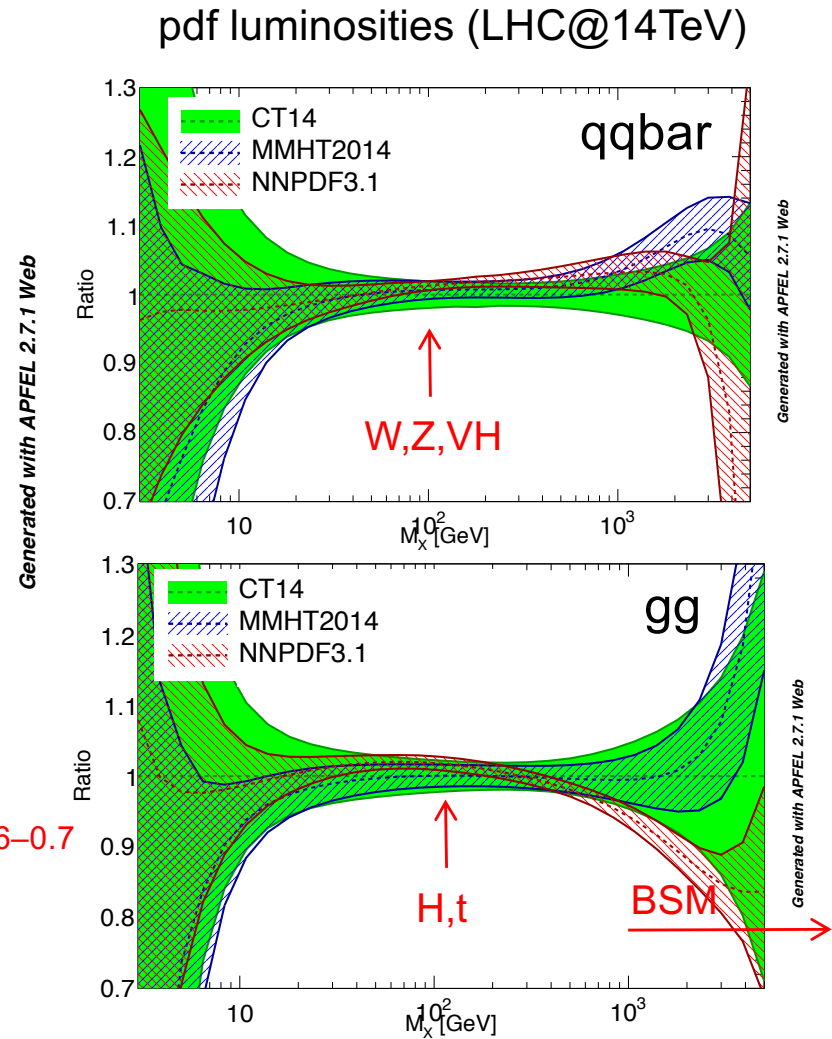 pdf luminosities (LHC@14TeV)
Generated with APFEL 2.7.1 Web
Ratio
1.3
1.2
1.1
1
0.9
0.8
0.7
CT14
MMHT2014
NNPDF3.1
qqbar
W,Z,VH
10
10²
10³
M_X [GeV]
Generated with APFEL 2.7.1 Web
6–0.7
Ratio
1.3
1.2
1.1
1
0.9
0.8
0.7
CT14
MMHT2014
NNPDF3.1
gg
H,t
BSM
10
10²
10³
M_X [GeV]
Generated with APFEL 2.7.1 Web